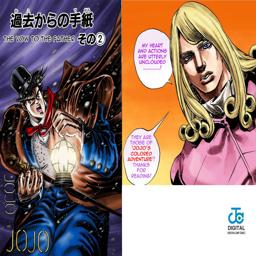 過去からの手紙
THE VOW TO THE FATHER その2
JOJO
JOJO
MY HEART
AND ACTIONS
ARE UTTERLY
UNCLOUDED...
THEY ARE
THOSE OF
"JOJO'S
COLORED
ADVENTURE"!
THANKS
FOR
READING!
DIGITAL